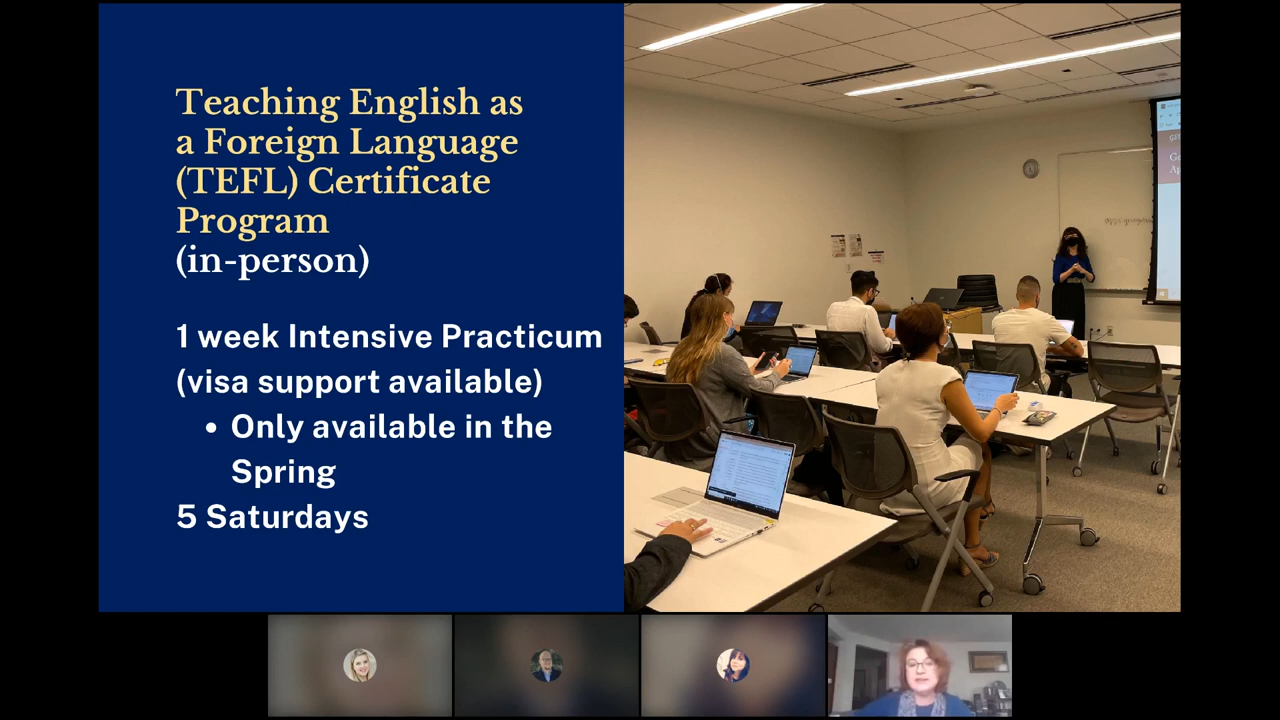 Teaching English as
a Foreign Language
(TEFL) Certificate
Program
(in-person)
1 week Intensive Practicum
(visa support available)
• Only available in the
Spring
5 Saturdays